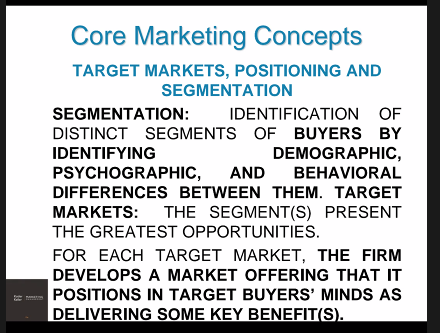 Core Marketing Concepts
TARGET MARKETS, POSITIONING AND
SEGMENTATION
SEGMENTATION: IDENTIFICATION OF
DISTINCT SEGMENTS OF BUYERS BY
IDENTIFYING DEMOGRAPHIC,
PSYCHOGRAPHIC, AND BEHAVIORAL
DIFFERENCES BETWEEN THEM. TARGET
MARKETS: THE SEGMENT(S) PRESENT
THE GREATEST OPPORTUNITIES.
FOR EACH TARGET MARKET, THE FIRM
DEVELOPS A MARKET OFFERING THAT IT
POSITIONS IN TARGET BUYERS' MINDS AS
DELIVERING SOME KEY BENEFIT(S).